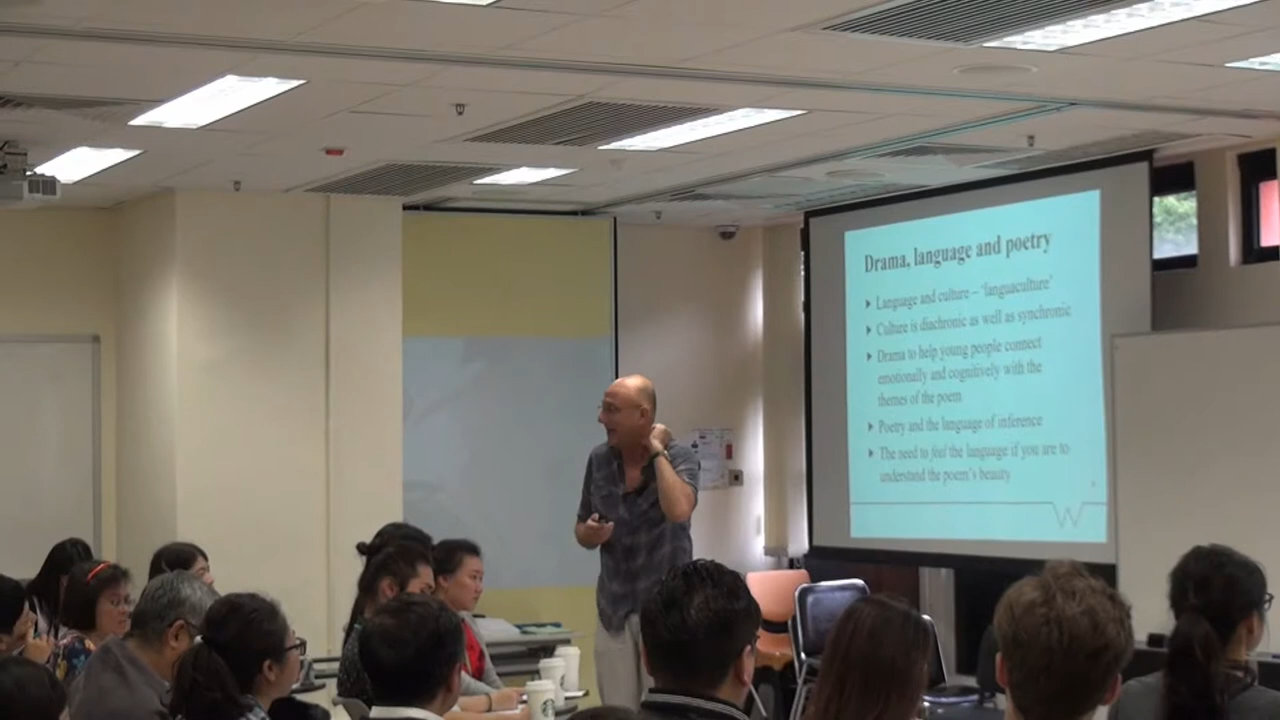 Drama, language and poetry
Language and culture – 'languaculture'
Culture is diachronic as well as synchronic
Drama to help young people connect
emotionally and cognitively with the
themes of the poem
Poetry and the language of inference
The need to feel the language if you are to
understand the poem's beauty